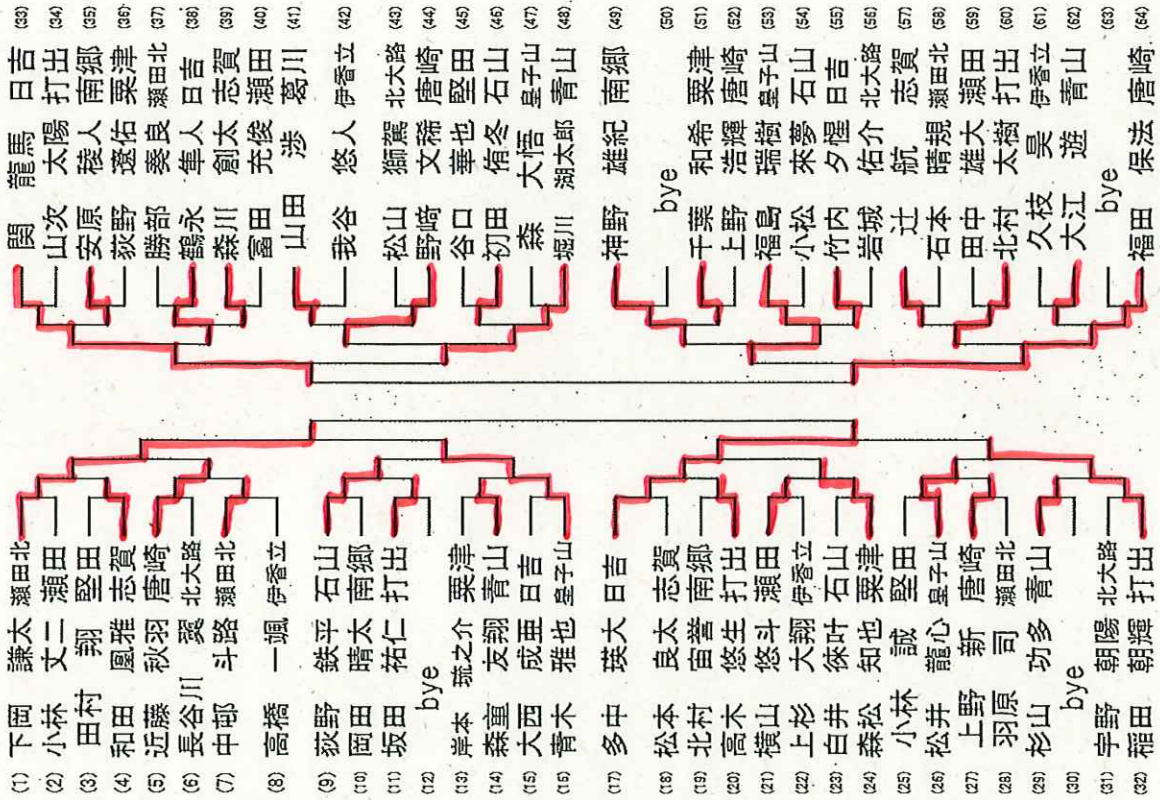 (1) 下岡 謙太 瀬田北
(2) 小林 丈二 瀬田
(3) 田村 翔 堅田
(4) 和田 凰雅 志賀
(5) 近藤 秋羽 唐崎
(6) 長谷川 翼 北大路
(7) 中邨 斗路 瀬田北
(8) 高橋 一颯 伊香立
(9) 荻野 鉄平 石山
(10) 岡田 晴太 南郷
(11) 坂田 祐仁 打出
(12) bye
(13) 岸本 琉之介 粟津
(14) 森重 友翔 青山
(15) 大西 成亜 日吉
(16) 青木 雅也 皇子山
(17) 多中 瑛大 日吉
(18) 松本 良太 志賀
(19) 北村 宙誉 南郷
(20) 高木 悠生 打出
(21) 横山 悠斗 瀬田
(22) 上杉 大翔 伊香立
(23) 白井 徠叶 石山
(24) 森松 知也 粟津
(25) 小林 誠 堅田
(26) 松井 龍心 皇子山
(27) 上野 新 唐崎
(28) 羽原 司 瀬田北
(29) 杉山 功多 青山
(30) bye
(31) 宇野 朝陽 北大路
(32) 稲田 朝輝 打出
(33) 関 龍馬 日吉
(34) 山次 太陽 打出
(35) 安原 稜人 南郷
(36) 荻野 遼佑 粟津
(37) 勝部 奏良 瀬田北
(38) 鶴永 隼人 日吉
(39) 森川 創太 志賀
(40) 富田 充俊 瀬田
(41) 山田 渉 葛川
(42) 我谷 悠人 伊香立
(43) 松山 獅駕 北大路
(44) 野﨑 文稀 唐崎
(45) 谷口 華也 堅田
(46) 初田 侑冬 石山
(47) 森 大悟 皇子山
(48) 堀川 湖太郎 青山
(49) 神野 雄紀 南郷
(50) bye
(51) 千葉 和希 粟津
(52) 上野 浩輝 唐崎
(53) 福島 瑞樹 皇子山
(54) 小松 來夢 石山
(55) 竹内 夕惺 日吉
(56) 岩城 佑介 北大路
(57) 辻 航 志賀
(58) 石本 晴規 瀬田北
(59) 田中 雄大 瀬田
(60) 北村 太樹 打出
(61) 久枝 昊 伊香立
(62) 大江 遊 青山
(63) bye
(64) 福田 保法 唐崎